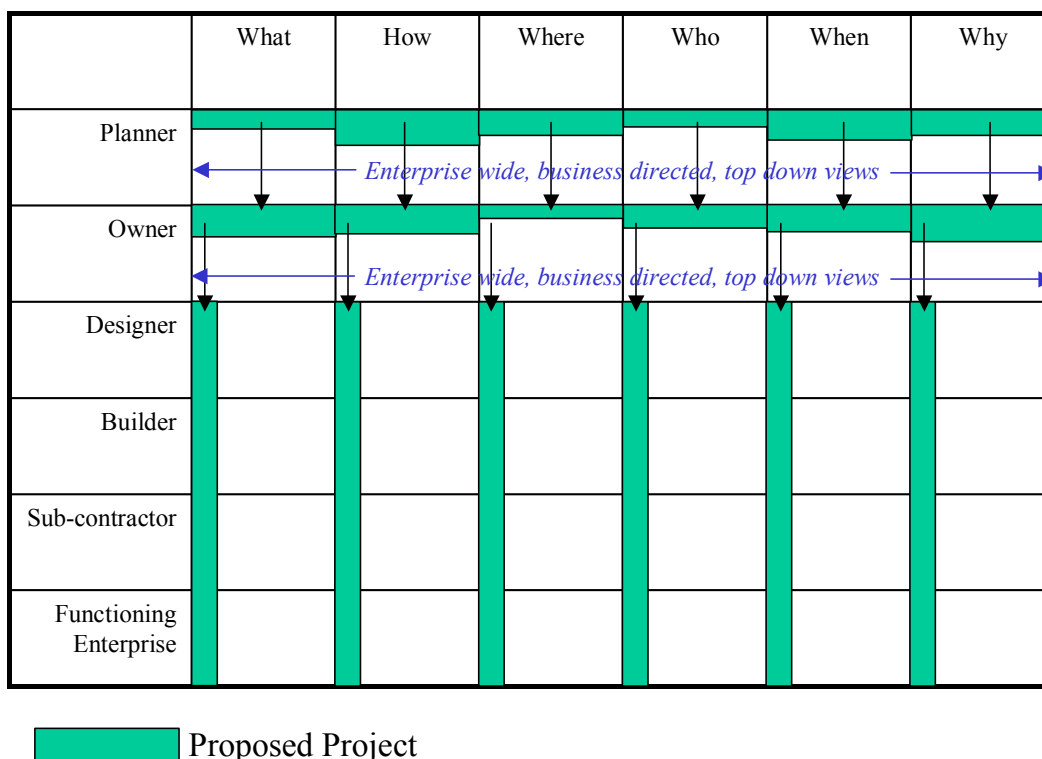 What How Where Who When Why
Planner
Enterprise wide, business directed, top down views
Owner
Enterprise wide, business directed, top down views
Designer
Builder
Sub-contractor
Functioning
Enterprise
Proposed Project